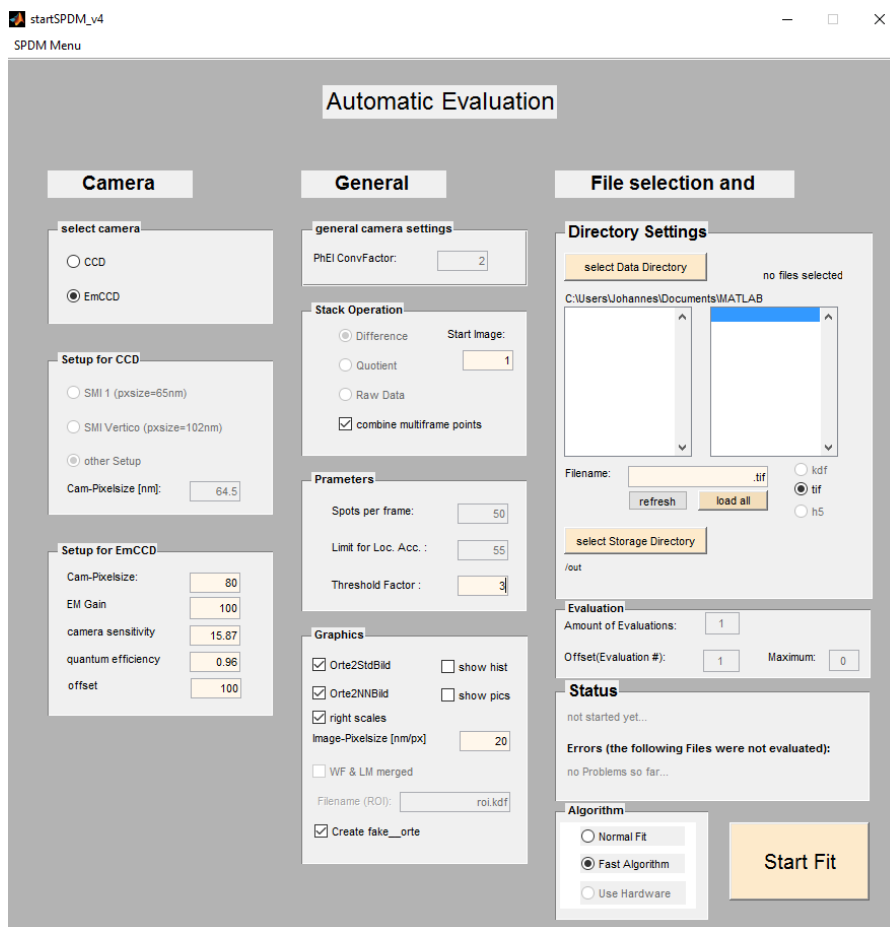 startSPDM_v4
SPDM Menu
Automatic Evaluation
Camera
select camera
CCD
EmCCD
Setup for CCD
SMI 1 (pxsize=65nm)
SMI Vertico (pxsize=102nm)
other Setup
Cam-Pixelsize [nm]: 64.5
Setup for EmCCD
Cam-Pixelsize: 80
EM Gain 100
camera sensitivity 15.87
quantum efficiency 0.96
offset 100
General
general camera settings
PhEl ConvFactor: 2
Stack Operation
Difference Start Image:
Quotient 1
Raw Data
combine multiframe points
Prameters
Spots per frame: 50
Limit for Loc. Acc. : 55
Threshold Factor : 3
Graphics
Orte2StdBild show hist
Orte2NNBild show pics
right scales
Image-Pixelsize [nm/px] 20
WF & LM merged
Filename (ROI): roi.kdf
Create fake__orte
File selection and
Directory Settings
select Data Directory no files selected
C:\Users\Johannes\Documents\MATLAB
Filename: .tif kdf
tif
refresh load all h5
select Storage Directory
/out
Evaluation
Amount of Evaluations: 1
Offset(Evaluation #): 1 Maximum: 0
Status
not started yet...
Errors (the following Files were not evaluated):
no Problems so far...
Algorithm
Normal Fit
Fast Algorithm
Use Hardware
Start Fit